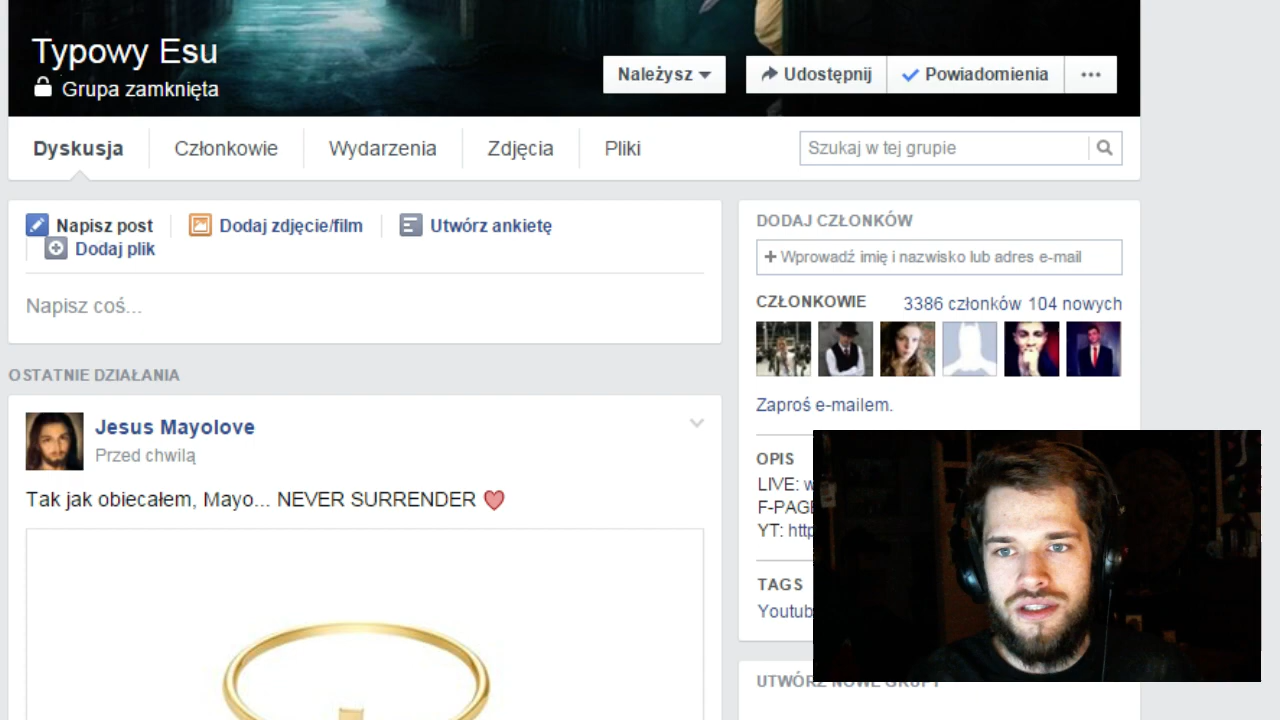 Typowy Esu
Grupa zamknięta
Należysz
Udostępnij
Powiadomienia
Dyskusja
Członkowie
Wydarzenia
Zdjęcia
Pliki
Szukaj w tej grupie
Napisz post
Dodaj zdjęcie/film
Utwórz ankietę
Dodaj plik
Napisz coś...
OSTATNIE DZIAŁANIA
Jesus Mayolove
Przed chwilą
Tak jak obiecałem, Mayo... NEVER SURRENDER
DODAJ CZŁONKÓW
Wprowadź imię i nazwisko lub adres e-mail
CZŁONKOWIE
3386 członków 104 nowych
Zaproś e-mailem.
OPIS
LIVE:
F-PAGE
YT: http
TAGS
Youtub
UTWÓRZ NOWE GRUPY